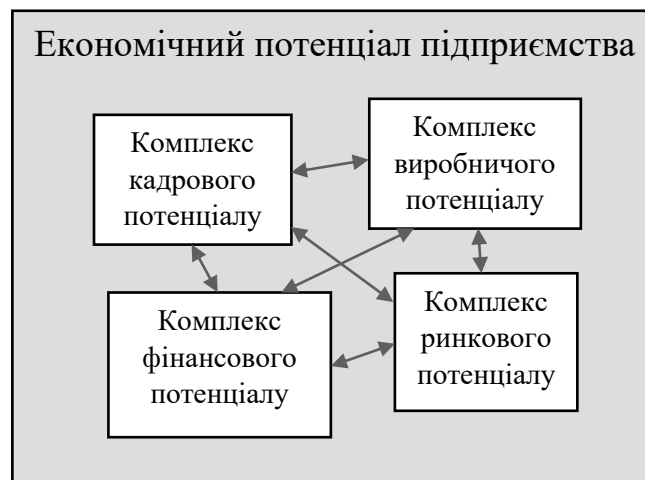 Економічний потенціал підприємства
Комплекс
кадрового
потенціалу
Комплекс
виробничого
потенціалу
Комплекс
фінансового
потенціалу
Комплекс
ринкового
потенціалу